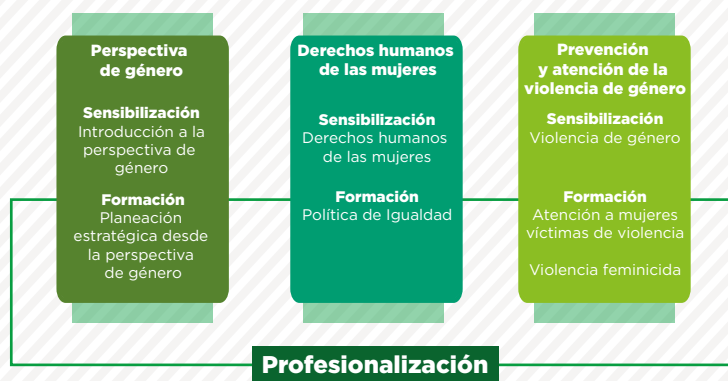 Perspectiva
de género
Sensibilización
Introducción a la
perspectiva de
género
Formación
Planeación
estratégica desde
la perspectiva
de género
Derechos humanos
de las mujeres
Sensibilización
Derechos humanos
de las mujeres
Formación
Política de Igualdad
Prevención
y atención de la
violencia de género
Sensibilización
Violencia de género
Formación
Atención a mujeres
víctimas de violencia
Violencia feminicida
Profesionalización